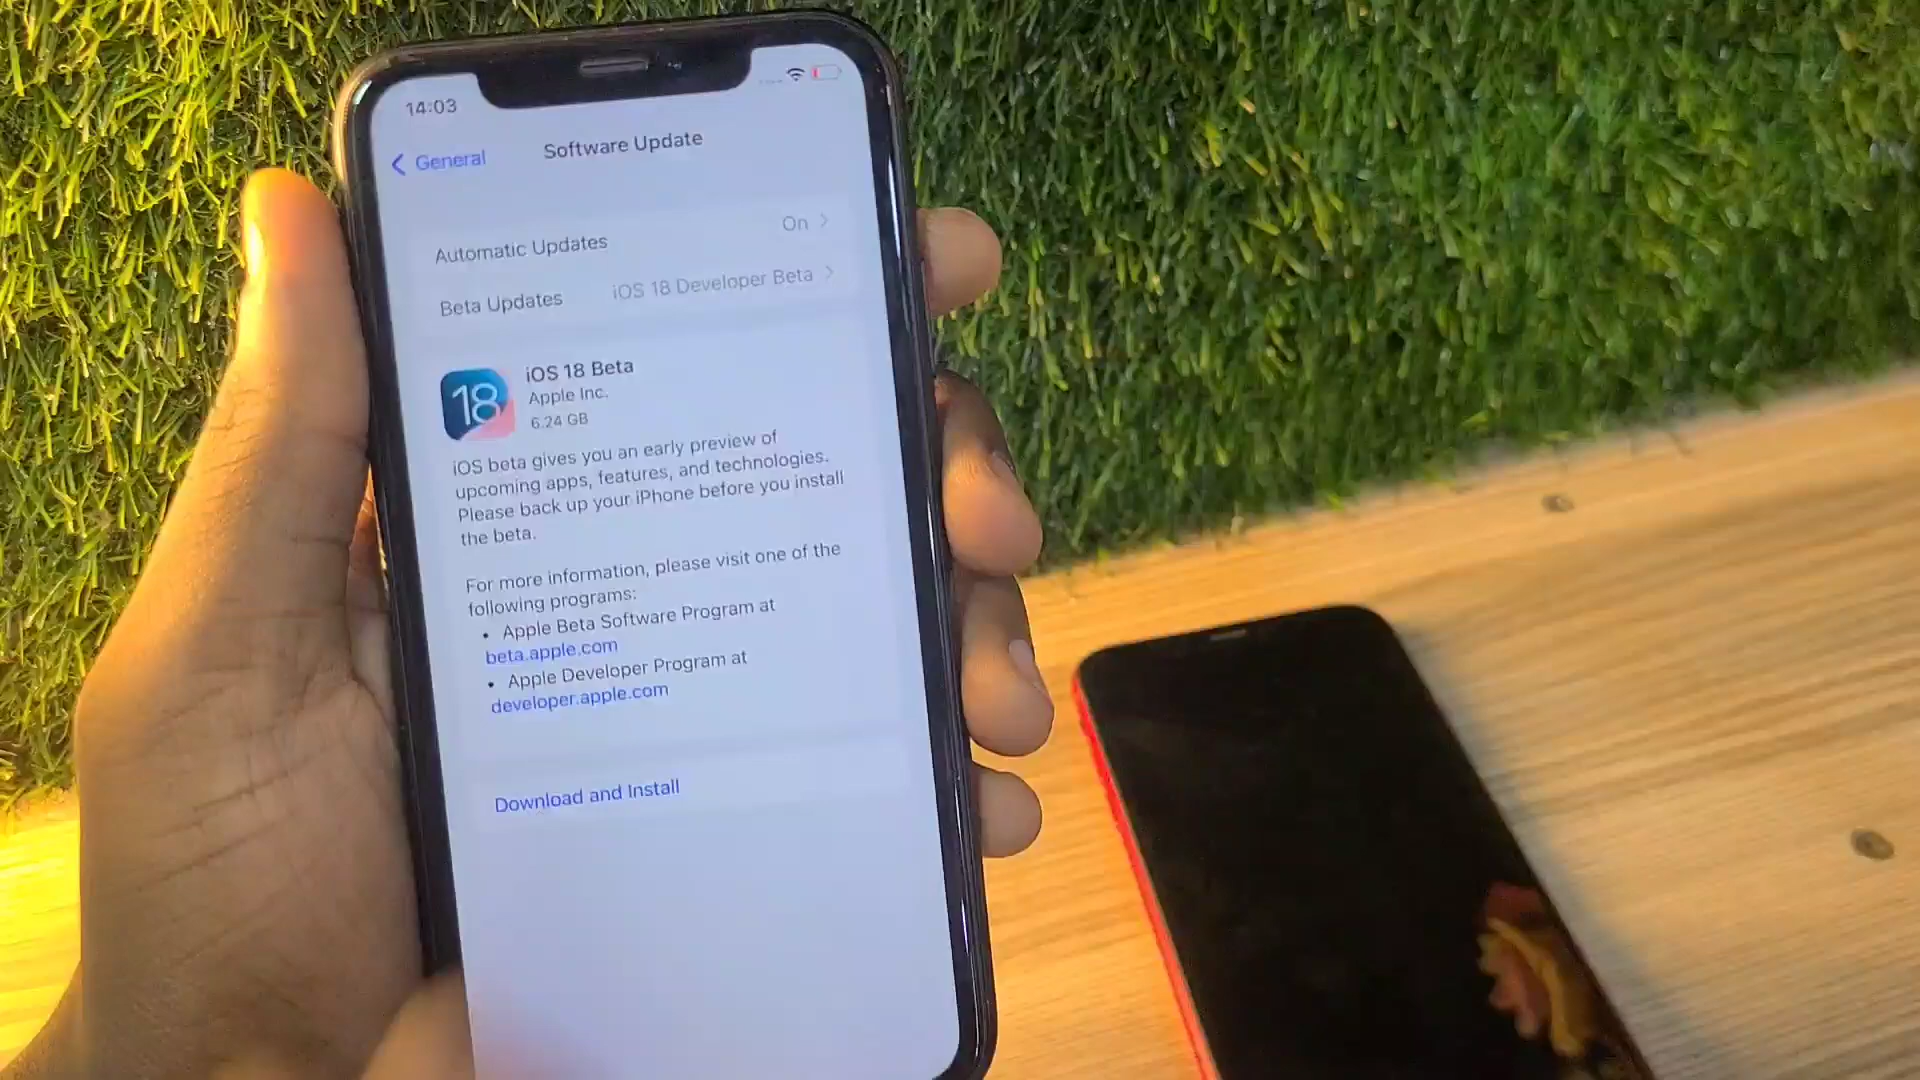 14:03
General
Software Update
Automatic Updates On
Beta Updates iOS 18 Developer Beta
18
iOS 18 Beta
Apple Inc.
6.24 GB
iOS beta gives you an early preview of
upcoming apps, features, and technologies.
Please back up your iPhone before you install
the beta.
For more information, please visit one of the
following programs:
• Apple Beta Software Program at
beta.apple.com
• Apple Developer Program at
developer.apple.com
Download and Install